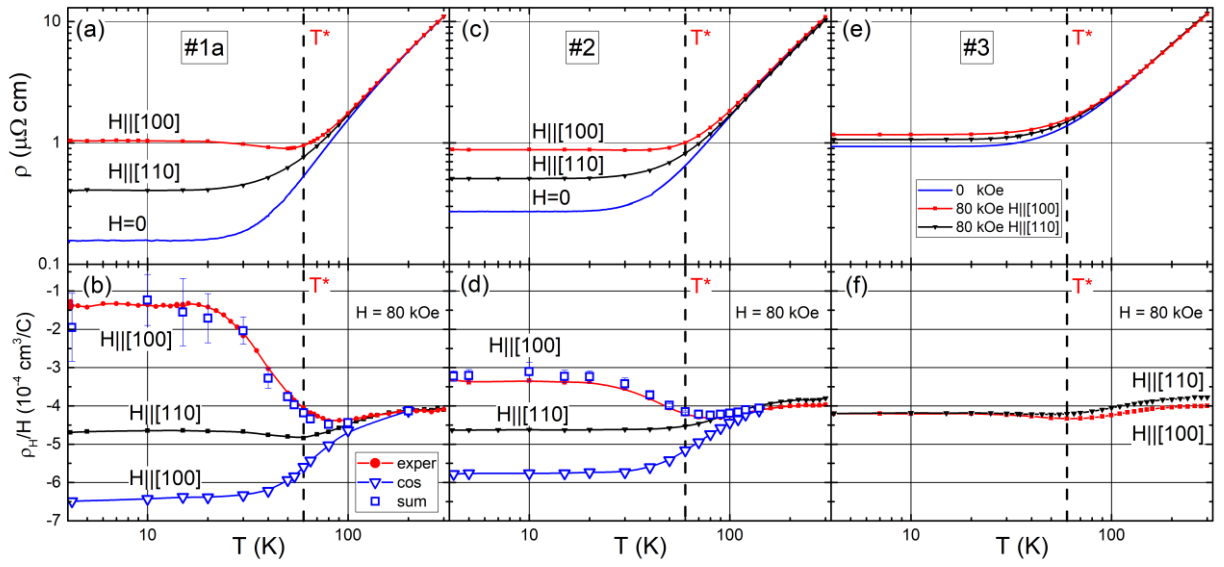 (a)
#1a
T*
H||[100]
H||[110]
H=0
10
1
0.1
ρ (μΩ cm)
(c)
#2
T*
H||[100]
H||[110]
H=0
(e)
#3
T*
0 kOe
80 kOe H||[100]
80 kOe H||[110]
(b)
T*
H = 80 kOe
H||[100]
H||[110]
H||[100]
exper
cos
sum
-1
-2
-3
-4
-5
-6
-7
ρH/H (10-4 cm3/C)
10
100
T (K)
(d)
T*
H = 80 kOe
H||[100]
H||[110]
10
100
T (K)
(f)
T*
H = 80 kOe
H||[110]
H||[100]
10
100
T (K)